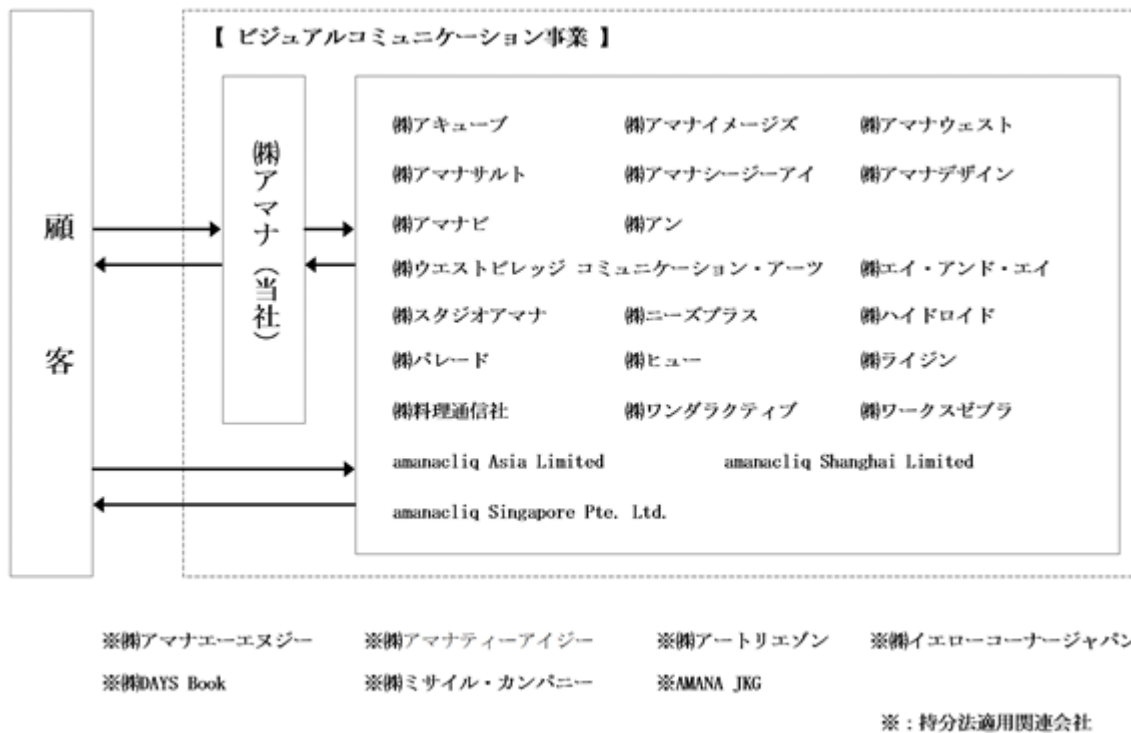 【 ビジュアルコミュニケーション事業 】
顧客
㈱アマナ(当社)
㈱アキューブ ㈱アマナイメージズ ㈱アマナウェスト
㈱アマナサルト ㈱アマナシージーアイ ㈱アマナデザイン
㈱アマナビ ㈱アン
㈱ウエストビレッジ コミュニケーション・アーツ ㈱エイ・アンド・エイ
㈱スタジオアマナ ㈱ニーズプラス ㈱ハイドロイド
㈱パレード ㈱ヒュー ㈱ライジン
㈱料理通信社 ㈱ワンダラクティブ ㈱ワークスゼブラ
amanacliq Asia Limited amanacliq Shanghai Limited
amanacliq Singapore Pte. Ltd.
※㈱アマナエーエヌジー ※㈱アマナティーアイジー ※㈱アートリエゾン ※㈱イエローコーナージャパン
※㈱DAYS Book ※㈱ミサイル・カンパニー ※AMANA JKG
※：持分法適用関連会社